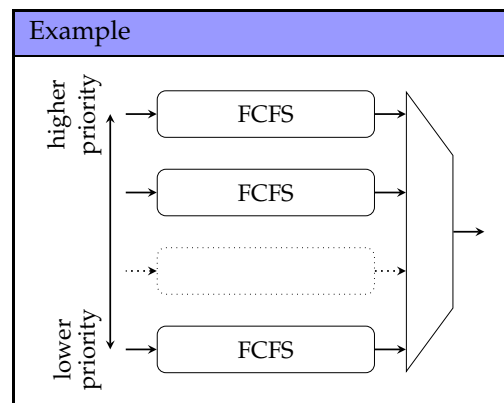 Example
higher
priority
FCFS
FCFS
lower
priority
FCFS